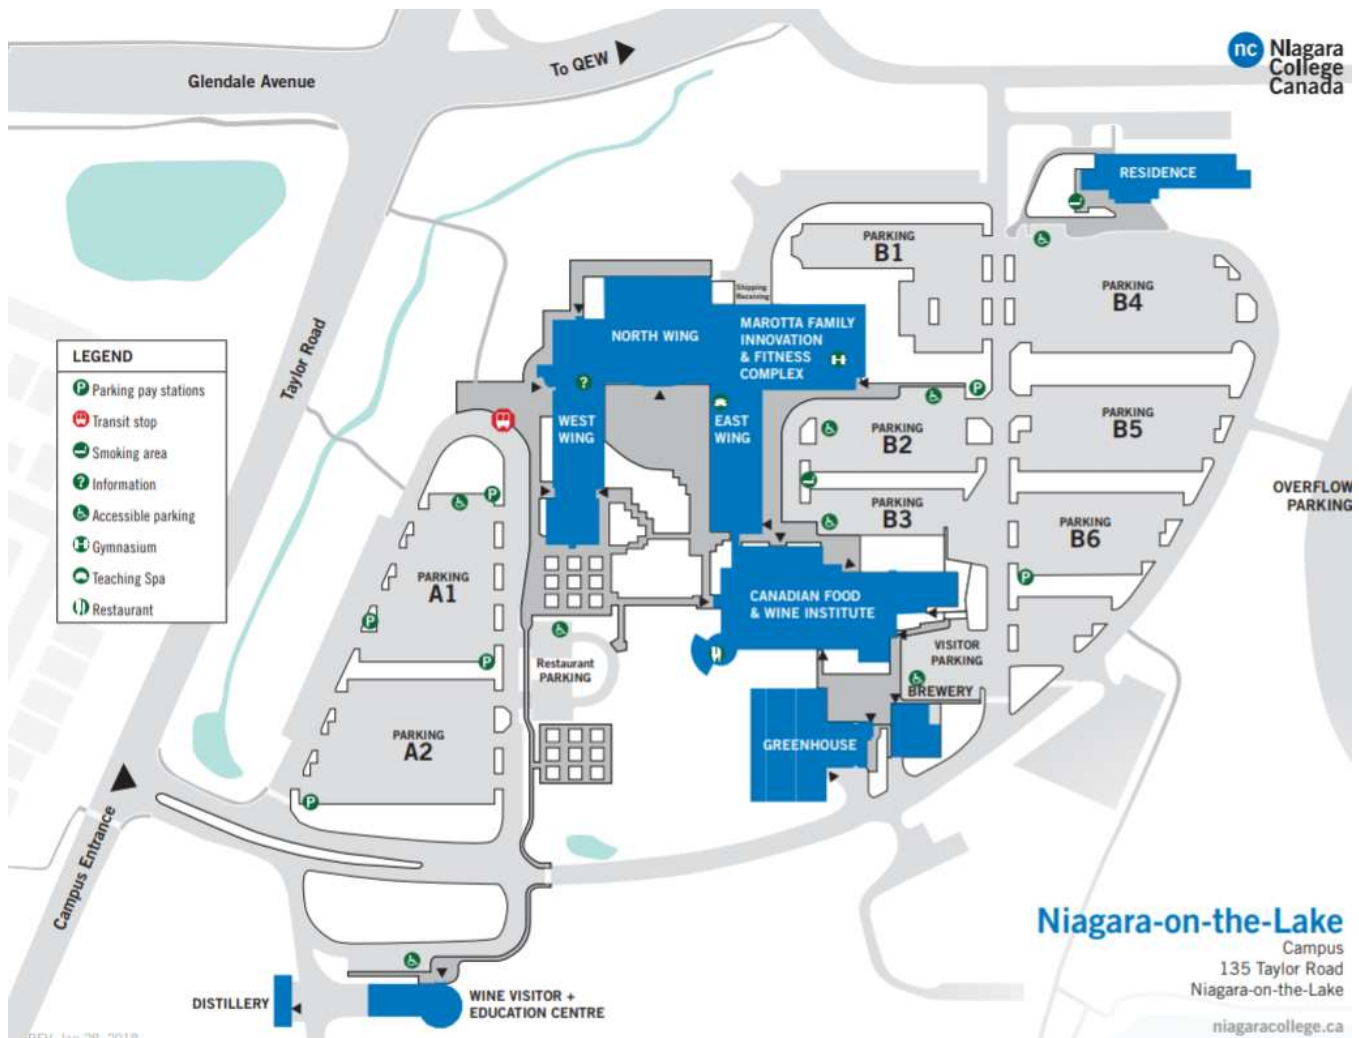 Glendale Avenue
To QEW
nc
Niagara
College
Canada
RESIDENCE
PARKING
B1
PARKING
B4
Shipping
Receiving
NORTH WING
MAROTTA FAMILY
INNOVATION
& FITNESS
COMPLEX
Taylor Road
LEGEND
P Parking pay stations
Transit stop
Smoking area
? Information
Accessible parking
Gymnasium
Teaching Spa
Restaurant
?
H
P
WEST
WING
EAST
WING
PARKING
B2
PARKING
B5
P
OVERFLOW
PARKING
PARKING
B3
PARKING
B6
P
PARKING
A1
CANADIAN FOOD
& WINE INSTITUTE
P
P
Restaurant
PARKING
VISITOR
PARKING
BREWERY
PARKING
A2
GREENHOUSE
P
Campus Entrance
Niagara-on-the-Lake
Campus
135 Taylor Road
Niagara-on-the-Lake
niagaracollege.ca
DISTILLERY
WINE VISITOR +
EDUCATION CENTRE